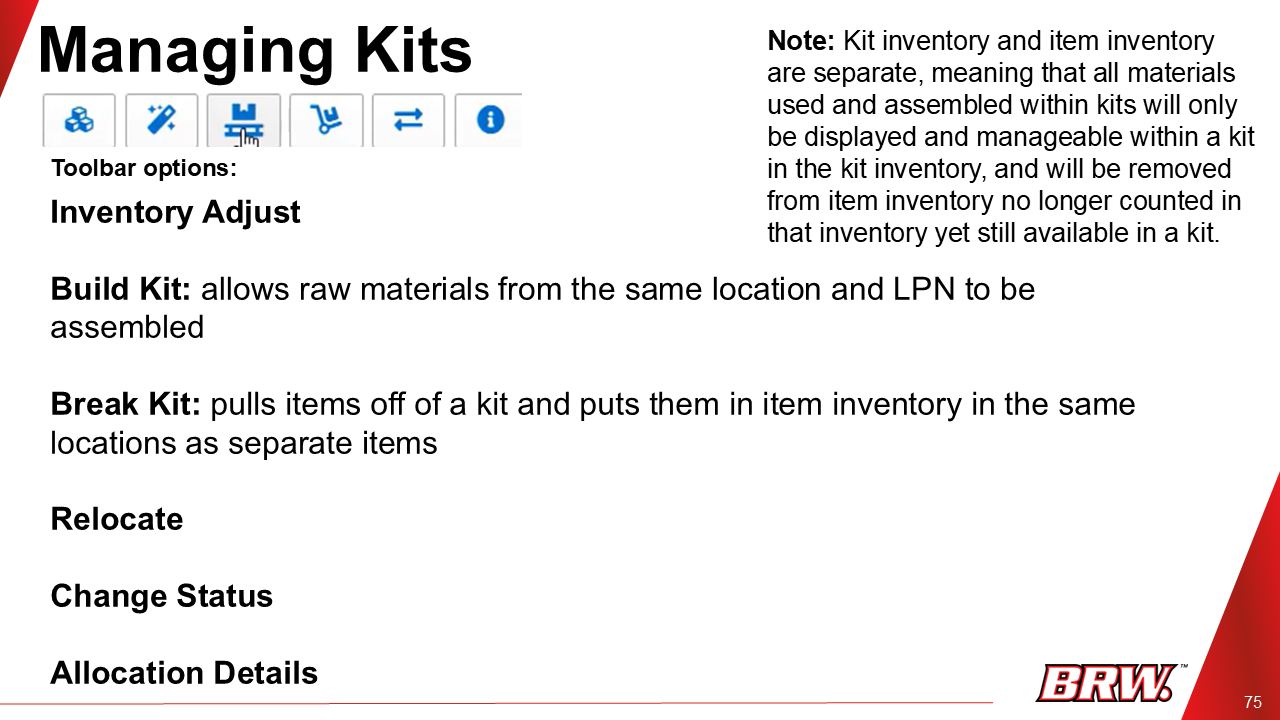 Managing Kits
Note: Kit inventory and item inventory
are separate, meaning that all materials
used and assembled within kits will only
be displayed and manageable within a kit
in the kit inventory, and will be removed
from item inventory no longer counted in
that inventory yet still available in a kit.
Toolbar options:
Inventory Adjust
Build Kit: allows raw materials from the same location and LPN to be
assembled
Break Kit: pulls items off of a kit and puts them in item inventory in the same
locations as separate items
Relocate
Change Status
Allocation Details
BRW.™
75